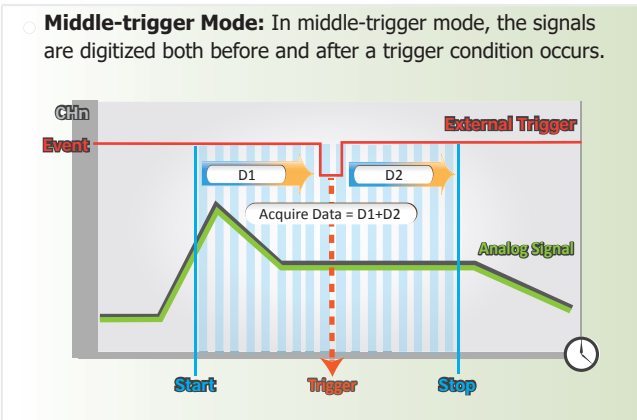 Middle-trigger Mode: In middle-trigger mode, the signals
are digitized both before and after a trigger condition occurs.
CHn
External Trigger
Event
D1
D2
Acquire Data = D1+D2
Analog Signal
Start
Trigger
Stop